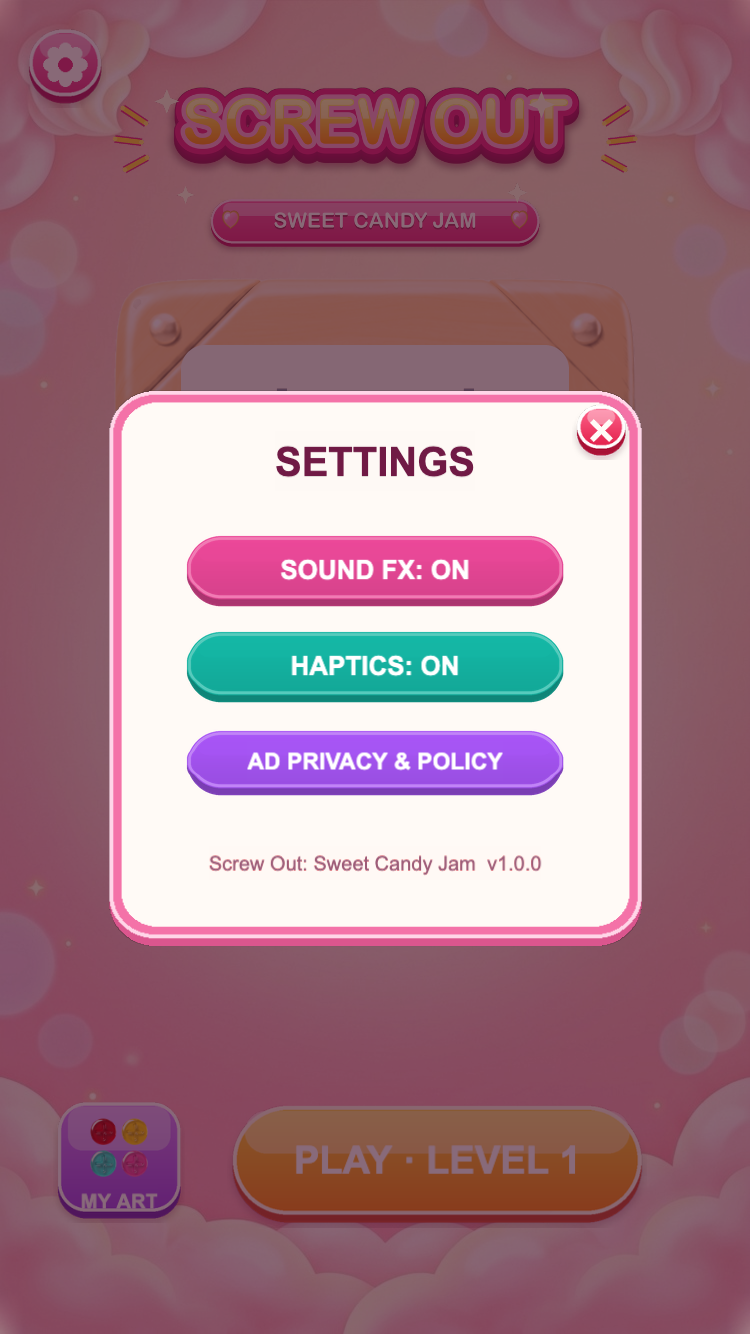 SCREW OUT
SWEET CANDY JAM
SETTINGS
SOUND FX: ON
HAPTICS: ON
AD PRIVACY & POLICY
Screw Out: Sweet Candy Jam v1.0.0
MY ART
PLAY · LEVEL 1